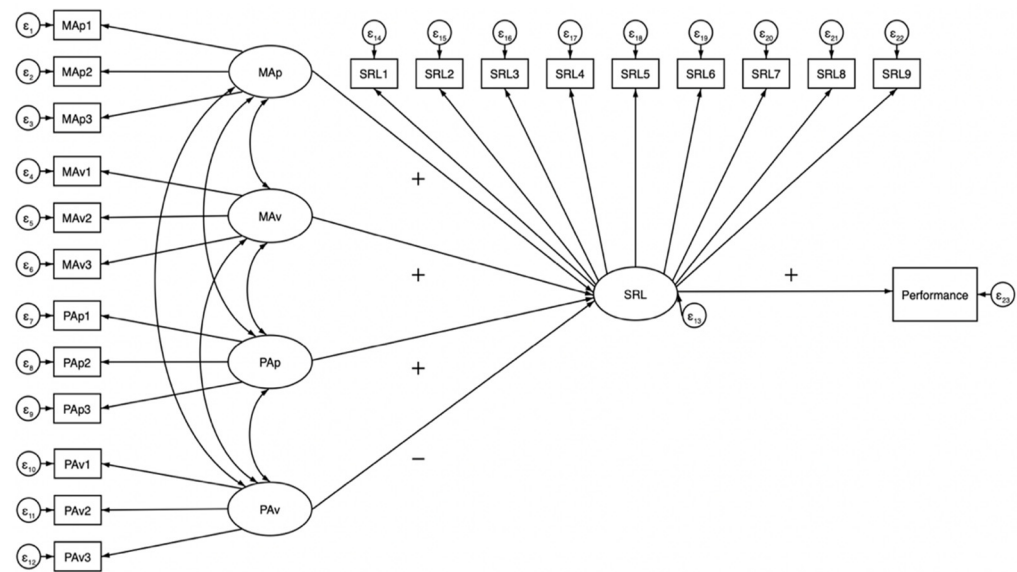 ε₁ MAp1
ε₂ MAp2
ε₃ MAp3
ε₄ MAv1
ε₅ MAv2
ε₆ MAv3
ε₇ PAp1
ε₈ PAp2
ε₉ PAp3
ε₁₀ PAv1
ε₁₁ PAv2
ε₁₂ PAv3
MAp
MAv
PAp
PAv
+
+
+
−
ε₁₄ ε₁₅ ε₁₆ ε₁₇ ε₁₈ ε₁₉ ε₂₀ ε₂₁ ε₂₂
SRL1 SRL2 SRL3 SRL4 SRL5 SRL6 SRL7 SRL8 SRL9
SRL
ε₁₃
+
Performance ε₂₃